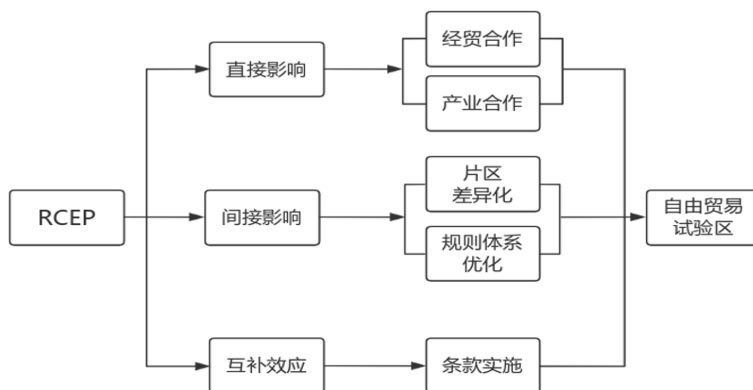 经贸合作
直接影响
产业合作
片区
差异化
RCEP
间接影响
自由贸易
试验区
规则体系
优化
互补效应
条款实施